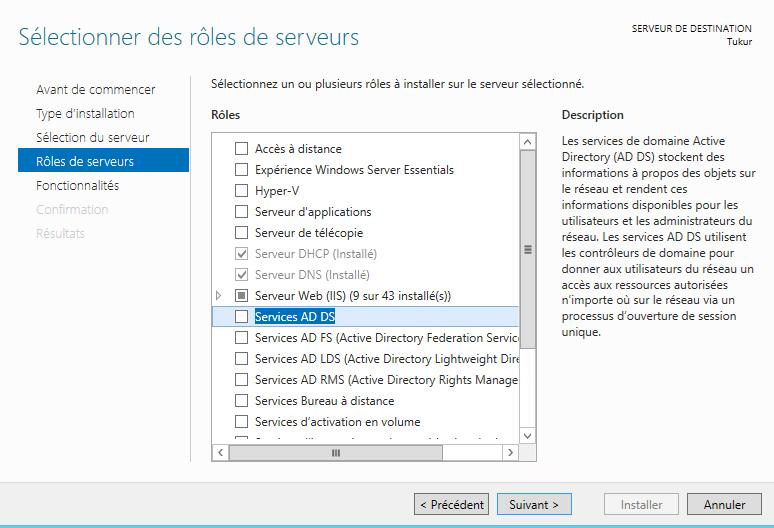 Sélectionner des rôles de serveurs
SERVEUR DE DESTINATION
Tukur
Avant de commencer
Type d'installation
Sélection du serveur
Rôles de serveurs
Fonctionnalités
Confirmation
Résultats
Sélectionnez un ou plusieurs rôles à installer sur le serveur sélectionné.
Rôles
Accès à distance
Expérience Windows Server Essentials
Hyper-V
Serveur d'applications
Serveur de télécopie
Serveur DHCP (Installé)
Serveur DNS (Installé)
Serveur Web (IIS) (9 sur 43 installé(s))
Services AD DS
Services AD FS (Active Directory Federation Servic
Services AD LDS (Active Directory Lightweight Dire
Services AD RMS (Active Directory Rights Manage
Services Bureau à distance
Services d'activation en volume
Description
Les services de domaine Active
Directory (AD DS) stockent des
informations à propos des objets sur
le réseau et rendent ces
informations disponibles pour les
utilisateurs et les administrateurs du
réseau. Les services AD DS utilisent
les contrôleurs de domaine pour
donner aux utilisateurs du réseau un
accès aux ressources autorisées
n'importe où sur le réseau via un
processus d'ouverture de session
unique.
< Précédent
Suivant >
Installer
Annuler